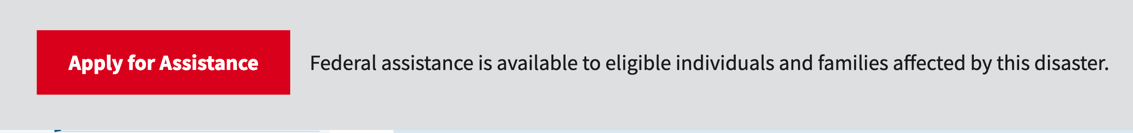 Apply for Assistance
Federal assistance is available to eligible individuals and families affected by this disaster.